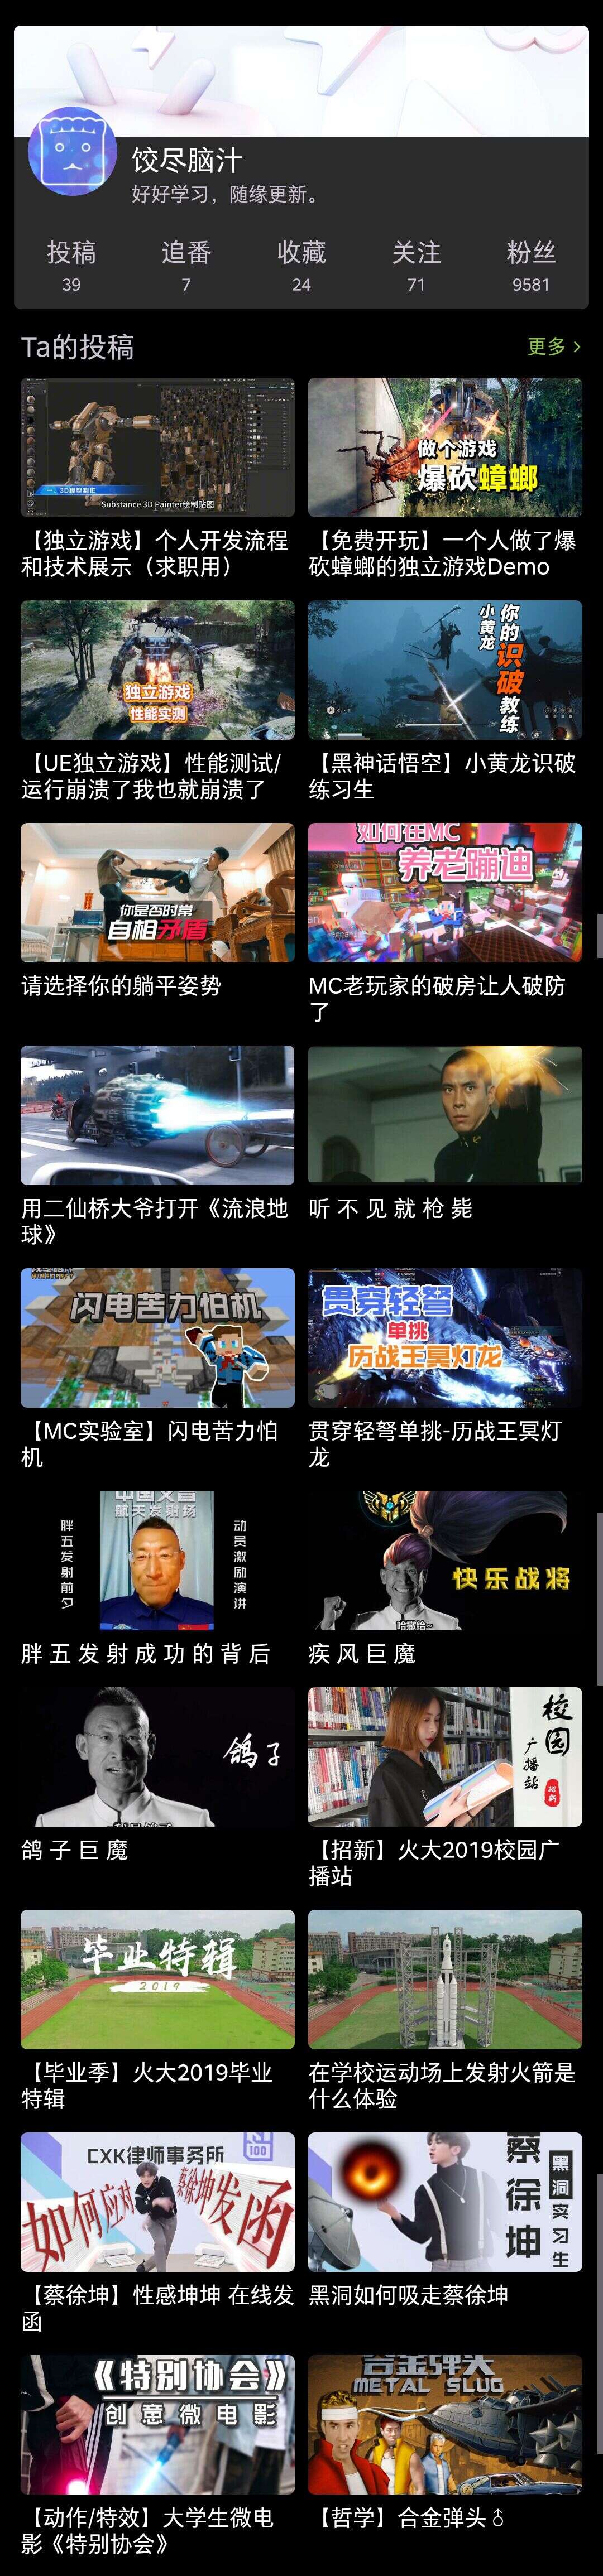 饺尽脑汁
好好学习，随缘更新。
投稿 追番 收藏 关注 粉丝
39 7 24 71 9581
Ta的投稿 更多 >
一、3D模型制作
Substance 3D Painter绘制贴图
【独立游戏】个人开发流程
和技术展示（求职用）
做个游戏
爆砍蟑螂
【免费开玩】一个人做了爆
砍蟑螂的独立游戏Demo
独立游戏
性能实测
【UE独立游戏】性能测试/
运行崩溃了我也就崩溃了
小黄龙
你的识破教练
【黑神话悟空】小黄龙识破
练习生
你是否时常
自相矛盾
请选择你的躺平姿势
如何在MC
养老蹦迪
MC老玩家的破房让人破防
了
用二仙桥大爷打开《流浪地
球》
听 不 见 就 枪 毙
闪电苦力怕机
【MC实验室】闪电苦力怕
机
贯穿轻弩
单挑
历战王冥灯龙
贯穿轻弩单挑-历战王冥灯
龙
胖五发射前夕
中国文昌
航天发射场
动员激励演讲
胖 五 发 射 成 功 的 背 后
快乐战将
哈撒给~
疾 风 巨 魔
鸽子
鸽 子 巨 魔
校园
广播站
招新
【招新】火大2019校园广
播站
毕业特辑
2019
【毕业季】火大2019毕业
特辑
在学校运动场上发射火箭是
什么体验
CXK律师事务所
100
如何应对
蔡徐坤发函
【蔡徐坤】性感坤坤 在线发
函
蔡徐坤
黑洞实习生
黑洞如何吸走蔡徐坤
《特别协会》
创意微电影
【动作/特效】大学生微电
影《特别协会》
合金弹头
METAL SLUG
【哲学】合金弹头♂